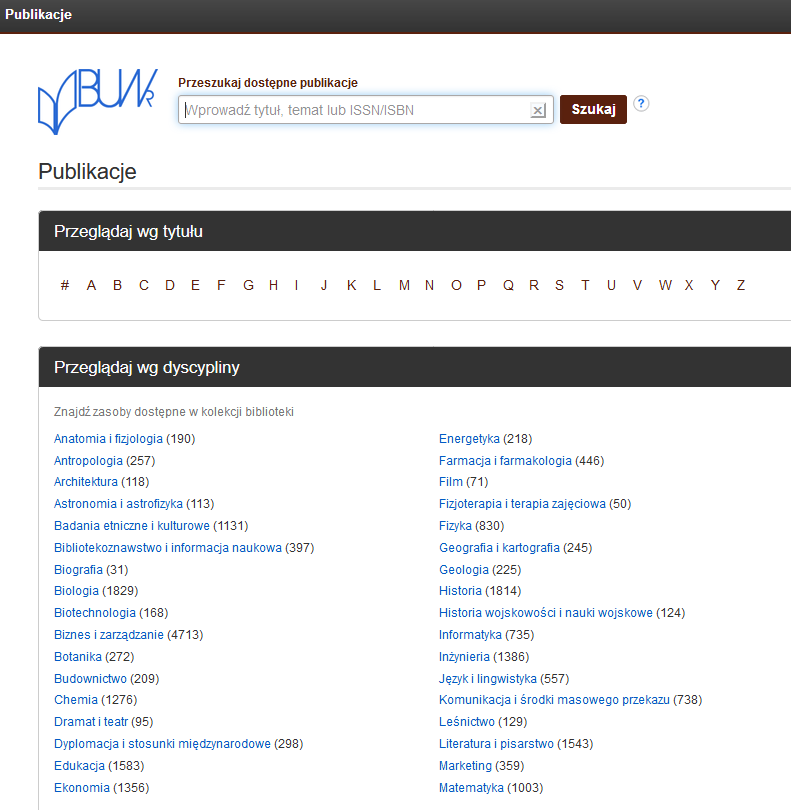 Publikacje
BUWr
Przeszukaj dostępne publikacje
Wprowadź tytuł, temat lub ISSN/ISBN
Szukaj
?
Publikacje
Przeglądaj wg tytułu
# A B C D E F G H I J K L M N O P Q R S T U V W X Y Z
Przeglądaj wg dyscypliny
Znajdź zasoby dostępne w kolekcji biblioteki
Anatomia i fizjologia (190)
Antropologia (257)
Architektura (118)
Astronomia i astrofizyka (113)
Badania etniczne i kulturowe (1131)
Bibliotekoznawstwo i informacja naukowa (397)
Biografia (31)
Biologia (1829)
Biotechnologia (168)
Biznes i zarządzanie (4713)
Botanika (272)
Budownictwo (209)
Chemia (1276)
Dramat i teatr (95)
Dyplomacja i stosunki międzynarodowe (298)
Edukacja (1583)
Ekonomia (1356)
Energetyka (218)
Farmacja i farmakologia (446)
Film (71)
Fizjoterapia i terapia zajęciowa (50)
Fizyka (830)
Geografia i kartografia (245)
Geologia (225)
Historia (1814)
Historia wojskowości i nauki wojskowe (124)
Informatyka (735)
Inżynieria (1386)
Język i lingwistyka (557)
Komunikacja i środki masowego przekazu (738)
Leśnictwo (129)
Literatura i pisarstwo (1543)
Marketing (359)
Matematyka (1003)